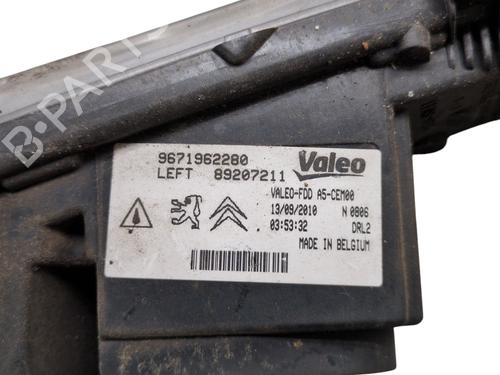 B-PARTS
9671962280
LEFT 89207211
Valeo
VALEO-FDD A5-CEM00
13/09/2010 N 0806
03:53:32 DRL2
MADE IN BELGIUM